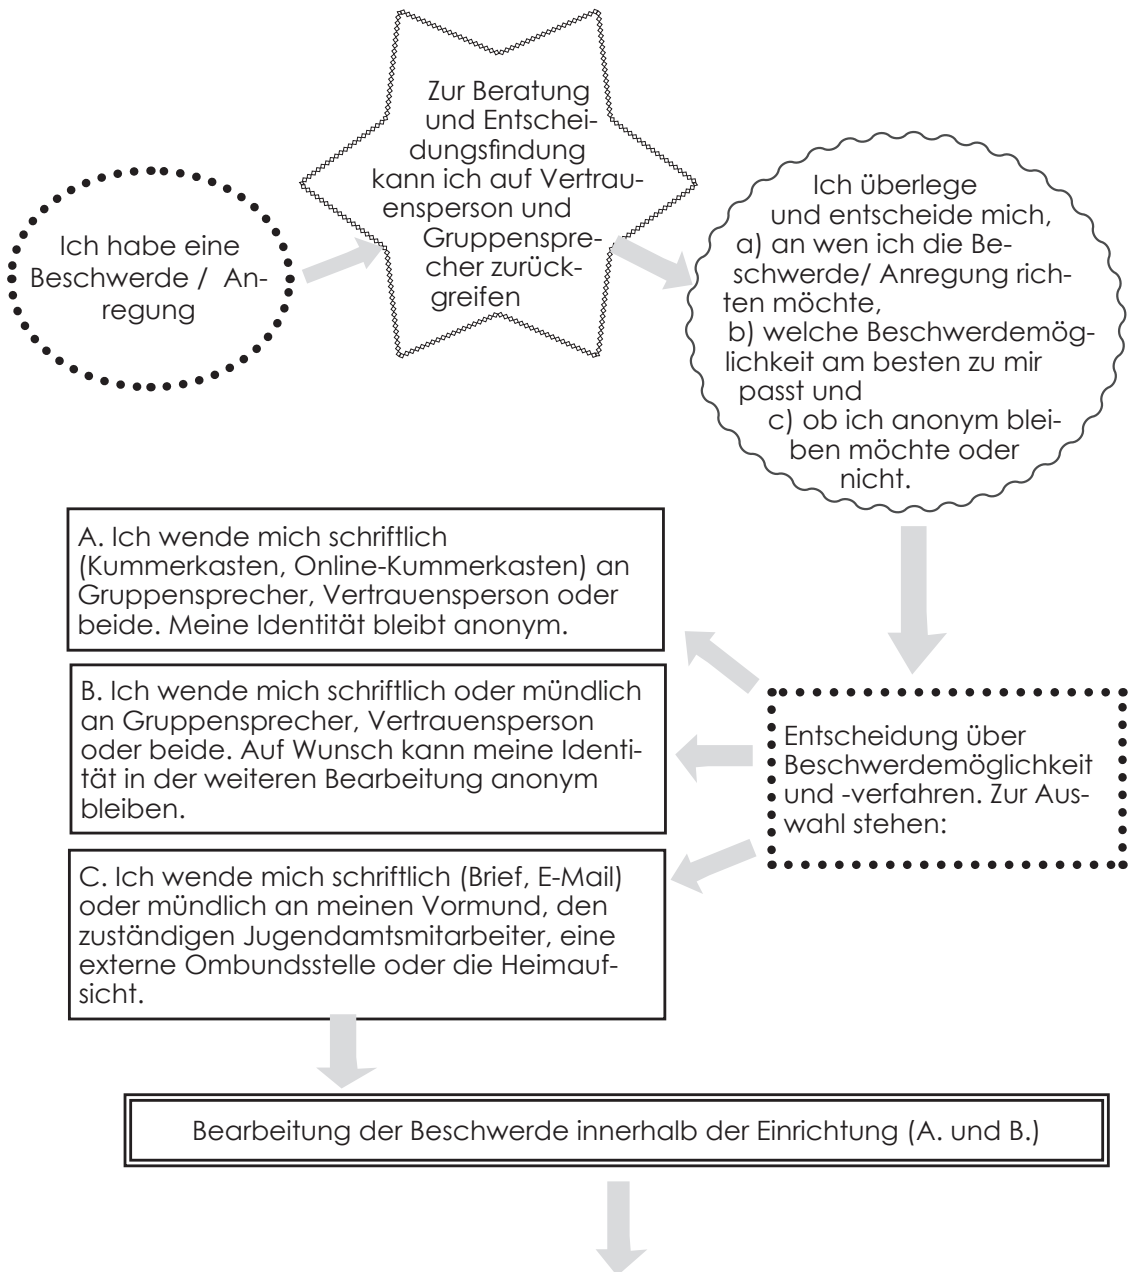 Ich habe eine
Beschwerde / An-
regung
Zur Beratung
und Entschei-
dungsfindung
kann ich auf Vertrau-
ensperson und
Gruppenspre-
cher zurück-
greifen
Ich überlege
und entscheide mich,
a) an wen ich die Be-
schwerde/ Anregung rich-
ten möchte,
b) welche Beschwerdemög-
lichkeit am besten zu mir
passt und
c) ob ich anonym blei-
ben möchte oder
nicht.
Entscheidung über
Beschwerdemöglichkeit
und -verfahren. Zur Aus-
wahl stehen:
A. Ich wende mich schriftlich
(Kummerkasten, Online-Kummerkasten) an
Gruppensprecher, Vertrauensperson oder
beide. Meine Identität bleibt anonym.
B. Ich wende mich schriftlich oder mündlich
an Gruppensprecher, Vertrauensperson
oder beide. Auf Wunsch kann meine Identi-
tät in der weiteren Bearbeitung anonym
bleiben.
C. Ich wende mich schriftlich (Brief, E-Mail)
oder mündlich an meinen Vormund, den
zuständigen Jugendamtsmitarbeiter, eine
externe Ombundsstelle oder die Heimauf-
sicht.
Bearbeitung der Beschwerde innerhalb der Einrichtung (A. und B.)